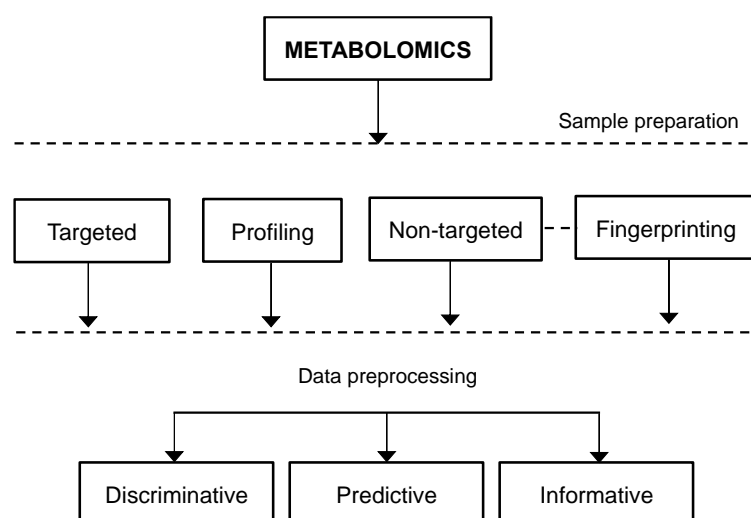 METABOLOMICS
Sample preparation
Targeted
Profiling
Non-targeted
Fingerprinting
Data preprocessing
Discriminative
Predictive
Informative